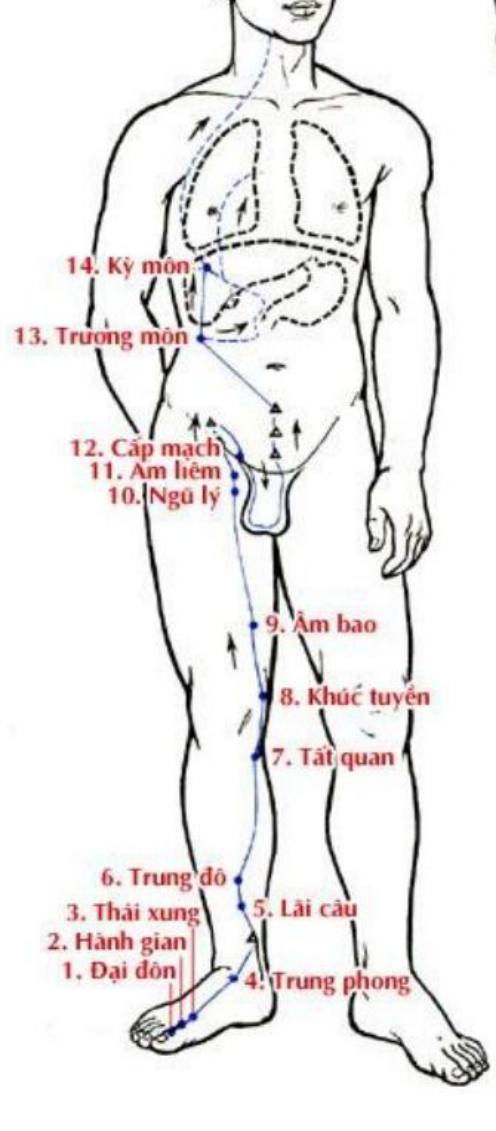 14. Kỳ môn
13. Trương môn
12. Cấp mạch
11. Âm liêm
10. Ngũ lý
9. Âm bao
8. Khúc tuyền
7. Tất quan
6. Trung đô
5. Lãi câu
3. Thái xung
2. Hành gian
1. Đại đôn
4. Trung phong